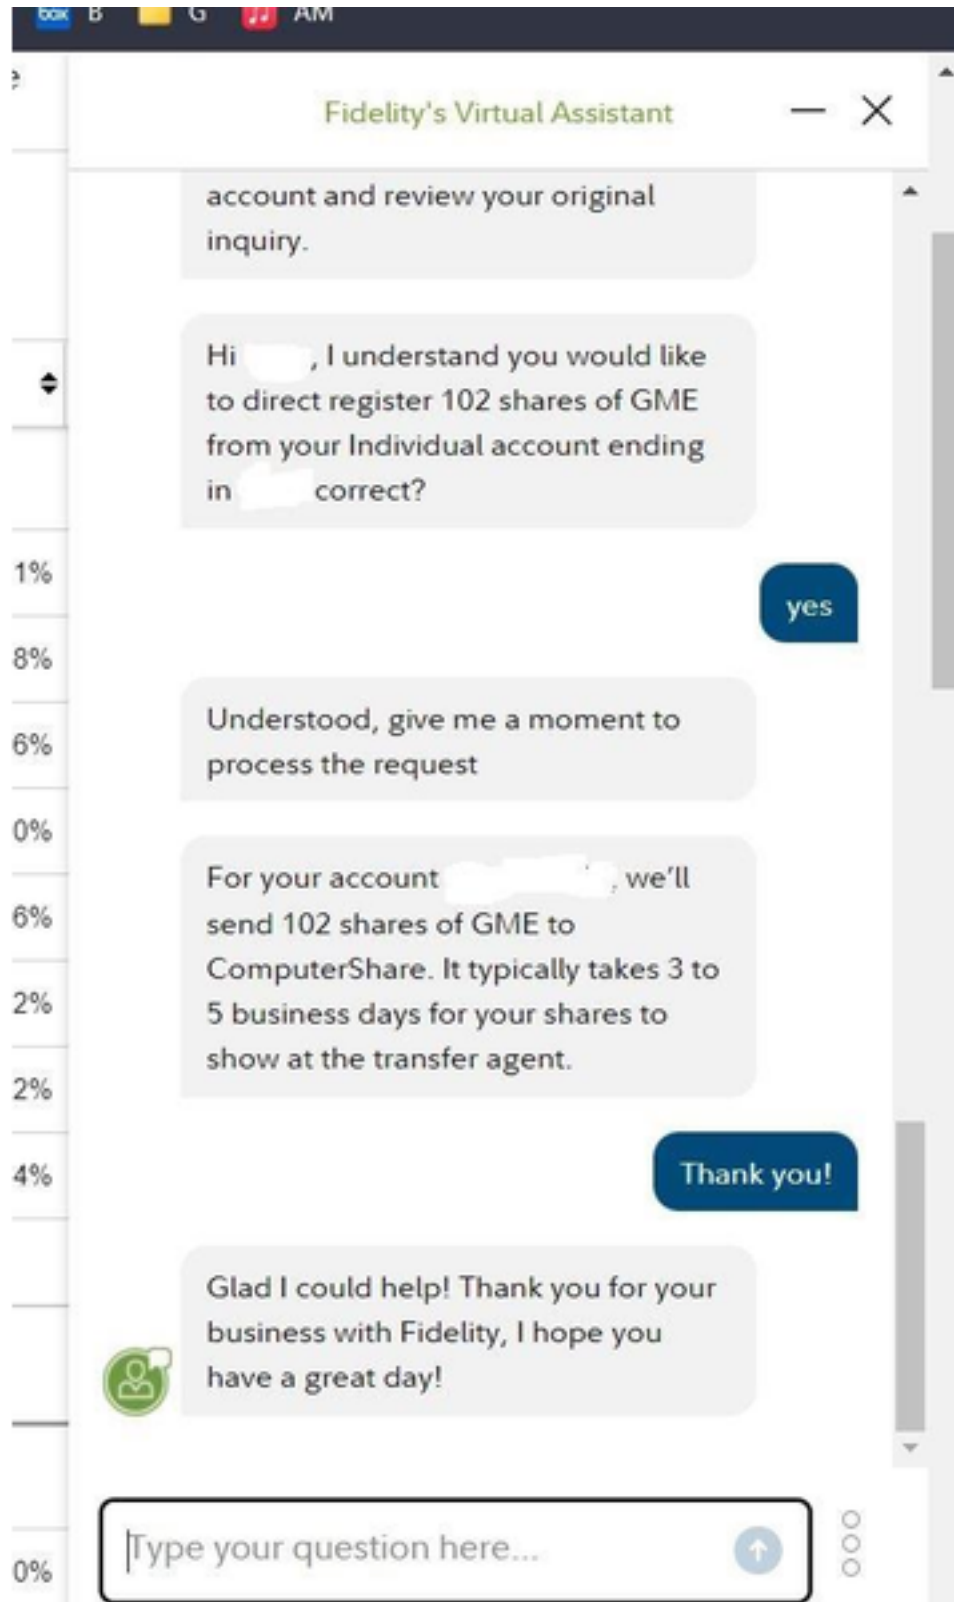 box B G AM
Fidelity's Virtual Assistant
account and review your original
inquiry.
Hi , I understand you would like
to direct register 102 shares of GME
from your Individual account ending
in correct?
1%
yes
8%
Understood, give me a moment to
6%
process the request
0%
For your account , we'll
6%
send 102 shares of GME to
ComputerShare. It typically takes 3 to
2%
5 business days for your shares to
show at the transfer agent.
2%
4%
Thank you!
Glad I could help! Thank you for your
business with Fidelity, I hope you
have a great day!
Type your question here...
0%